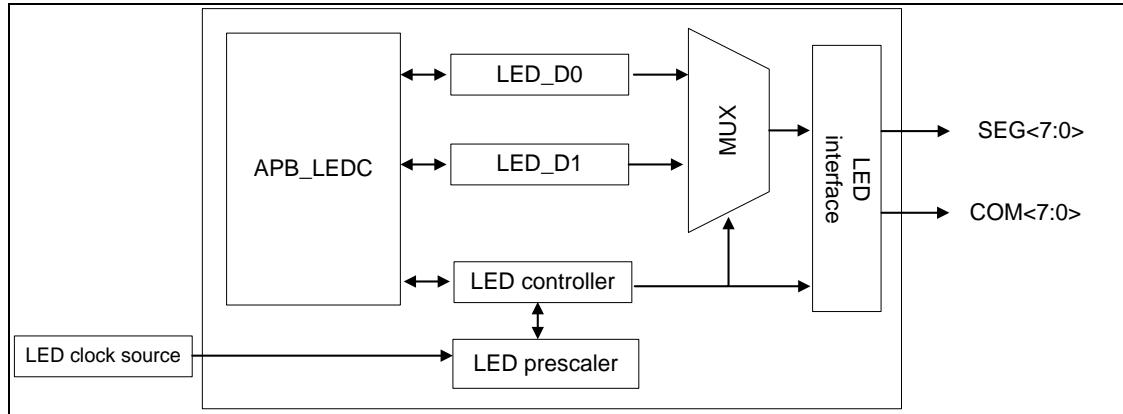 LED_D0
LED_D1
APB_LEDC
MUX
LED
interface
SEG<7:0>
COM<7:0>
LED controller
LED clock source
LED prescaler